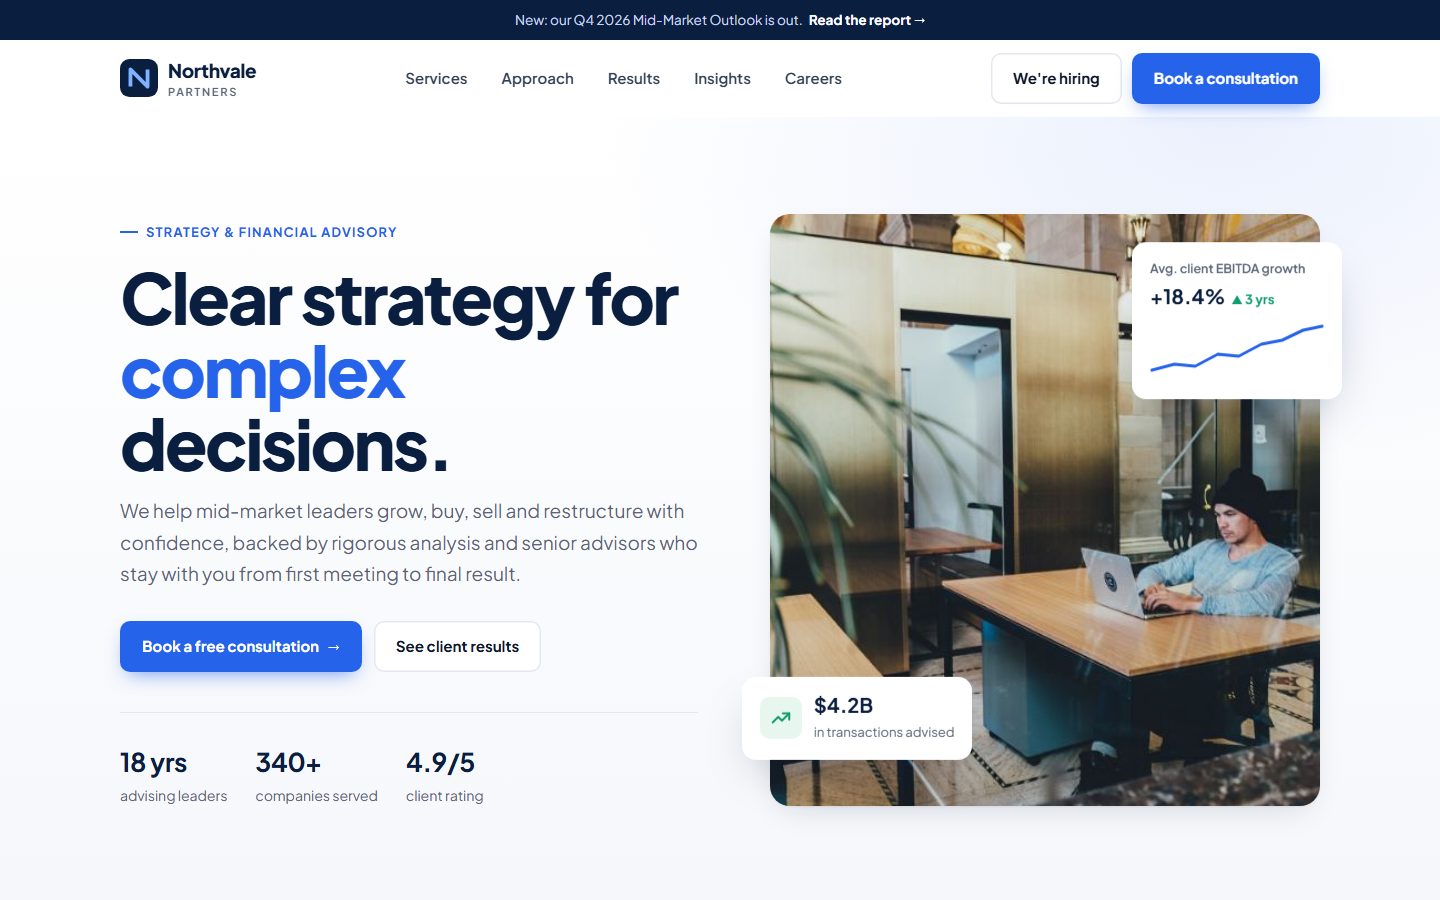 New: our Q4 2026 Mid-Market Outlook is out. Read the report →
N
Northvale
PARTNERS
Services
Approach
Results
Insights
Careers
We're hiring
Book a consultation
STRATEGY & FINANCIAL ADVISORY
Clear strategy for
complex
decisions.
We help mid-market leaders grow, buy, sell and restructure with
confidence, backed by rigorous analysis and senior advisors who
stay with you from first meeting to final result.
Book a free consultation →
See client results
18 yrs
advising leaders
340+
companies served
4.9/5
client rating
Avg. client EBITDA growth
+18.4% ▲ 3 yrs
$4.2B
in transactions advised